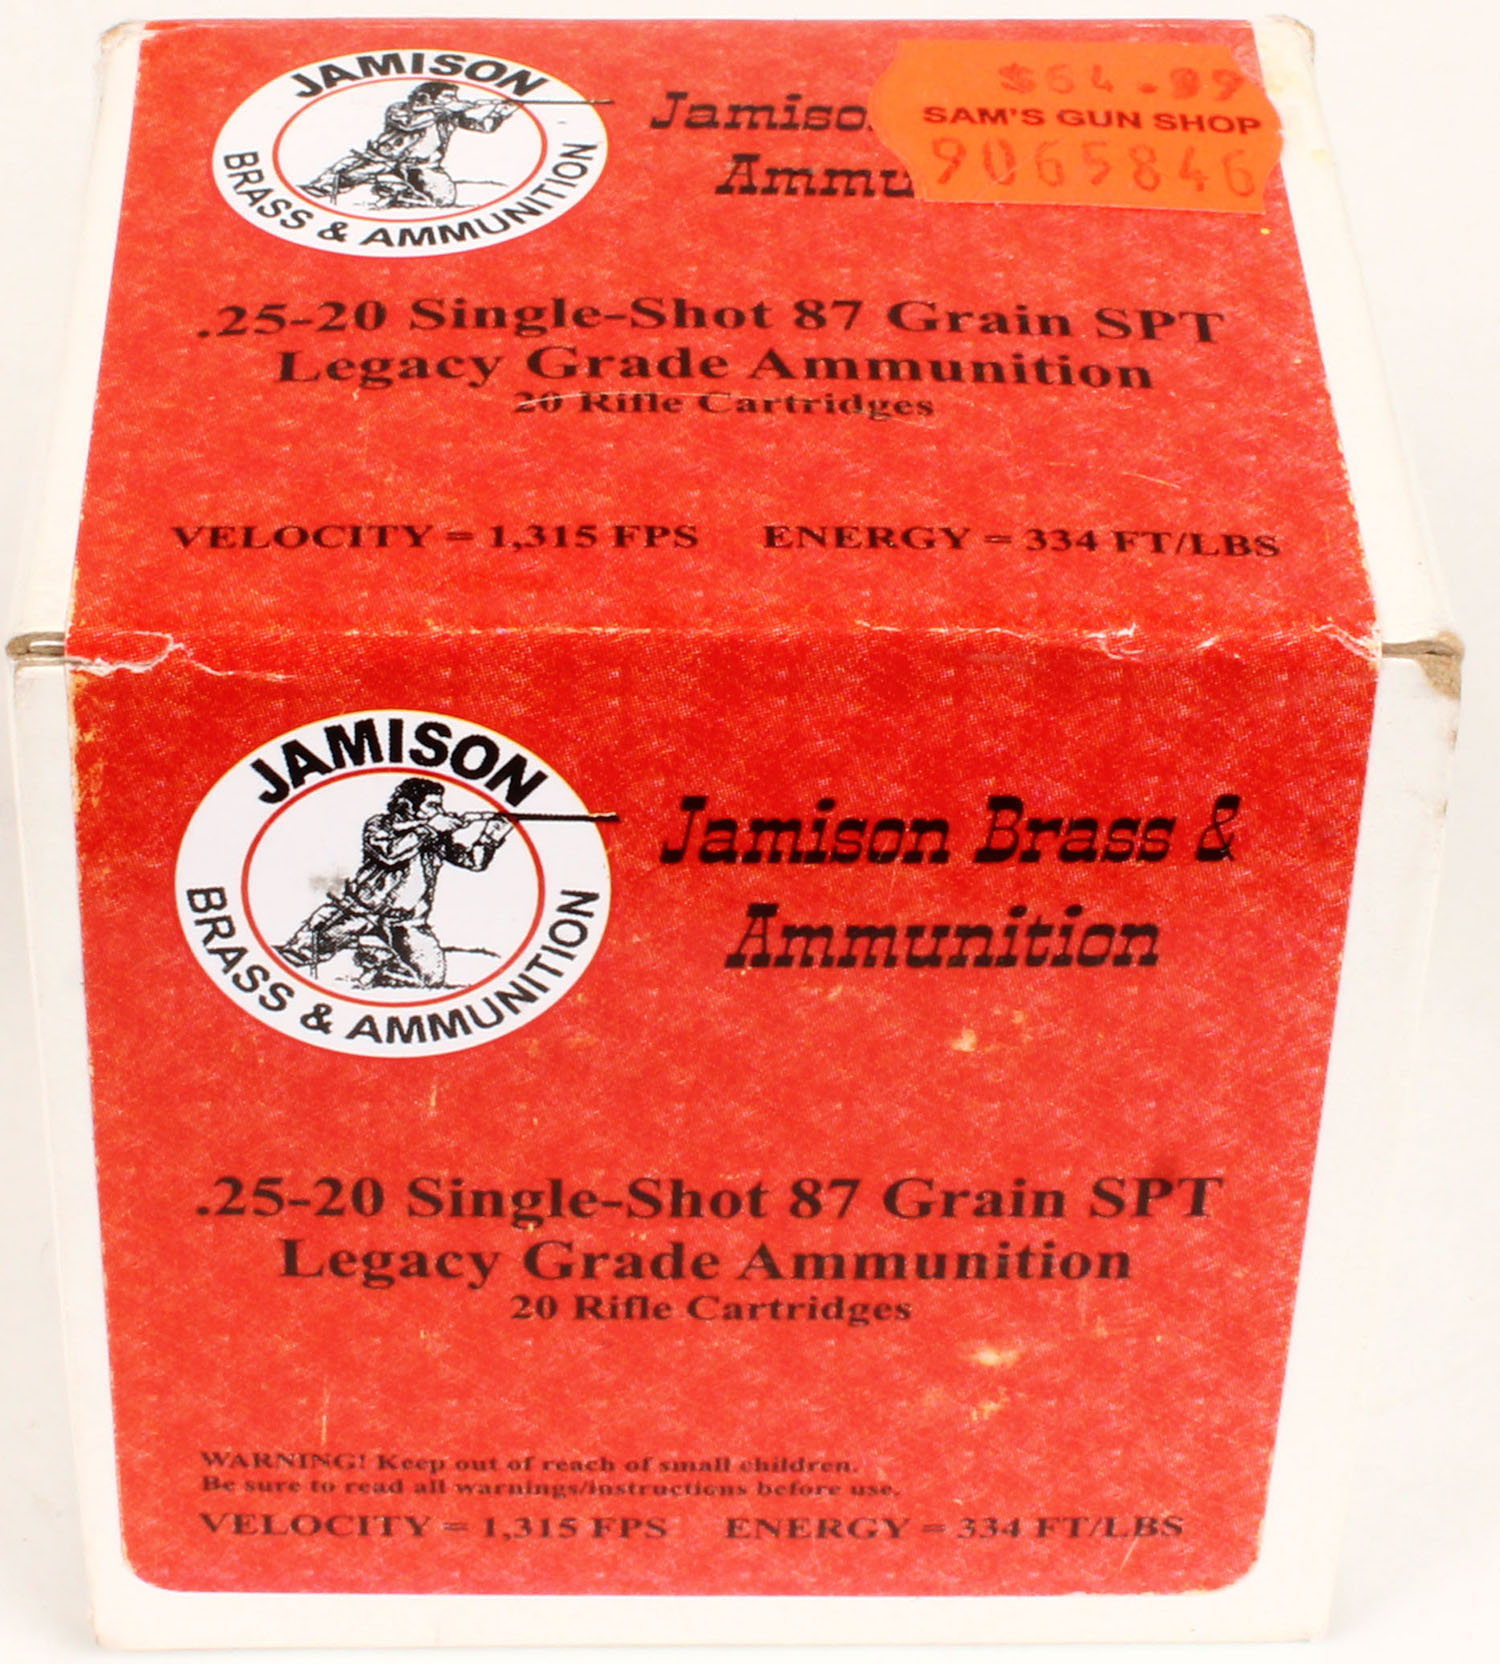 JAMISON
BRASS & AMMUNITION
Jamiso
Ammu
$64.99
SAM'S GUN SHOP
9065846
.25-20 Single-Shot 87 Grain SPT
Legacy Grade Ammunition
20 Rifle Cartridges
VELOCITY = 1,315 FPS ENERGY = 334 FT/LBS
JAMISON
BRASS & AMMUNITION
Jamison Brass &
Ammunition
.25-20 Single-Shot 87 Grain SPT
Legacy Grade Ammunition
20 Rifle Cartridges
WARNING! Keep out of reach of small children.
Be sure to read all warnings/instructions before use.
VELOCITY = 1,315 FPS ENERGY = 334 FT/LBS